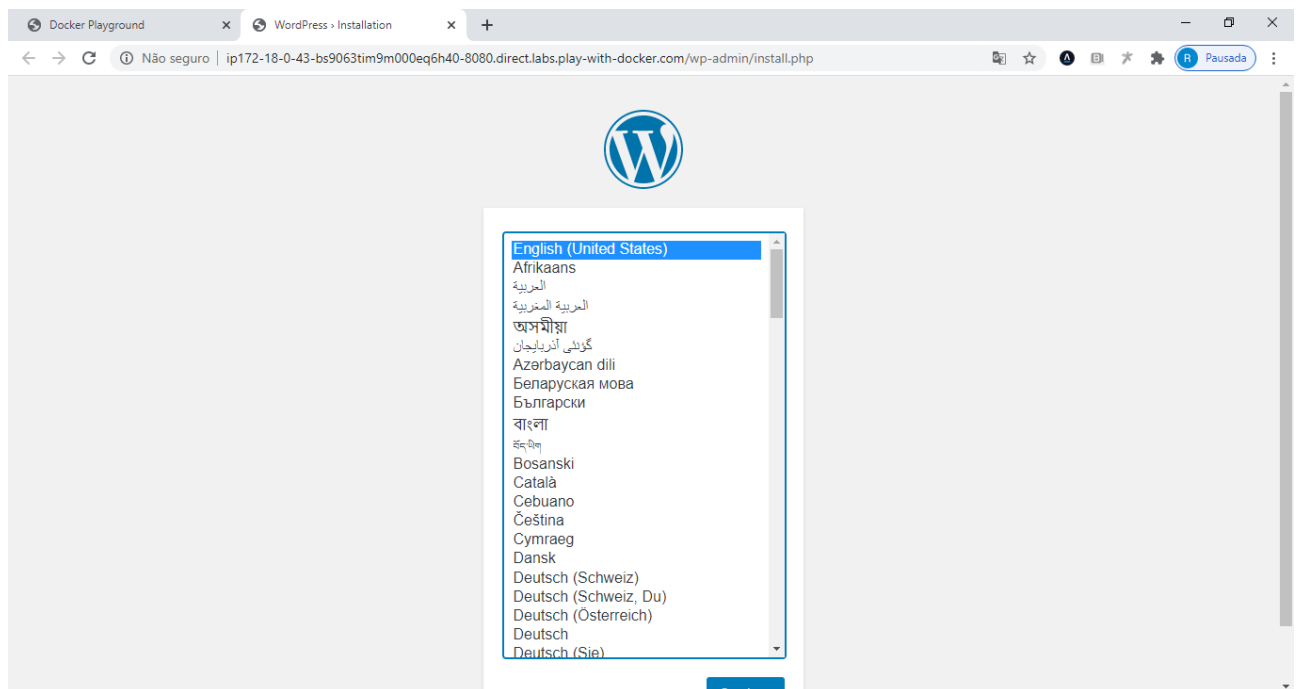 Docker Playground
WordPress › Installation
Não seguro | ip172-18-0-43-bs9063tim9m000eq6h40-8080.direct.labs.play-with-docker.com/wp-admin/install.php
R Pausada
English (United States)
Afrikaans
العربية
العربية المغربية
অসমীয়া
گؤنئی آذربایجان
Azərbaycan dili
Беларуская мова
Български
বাংলা
བོད་ཡིག
Bosanski
Català
Cebuano
Čeština
Cymraeg
Dansk
Deutsch (Schweiz)
Deutsch (Schweiz, Du)
Deutsch (Österreich)
Deutsch
Deutsch (Sie)